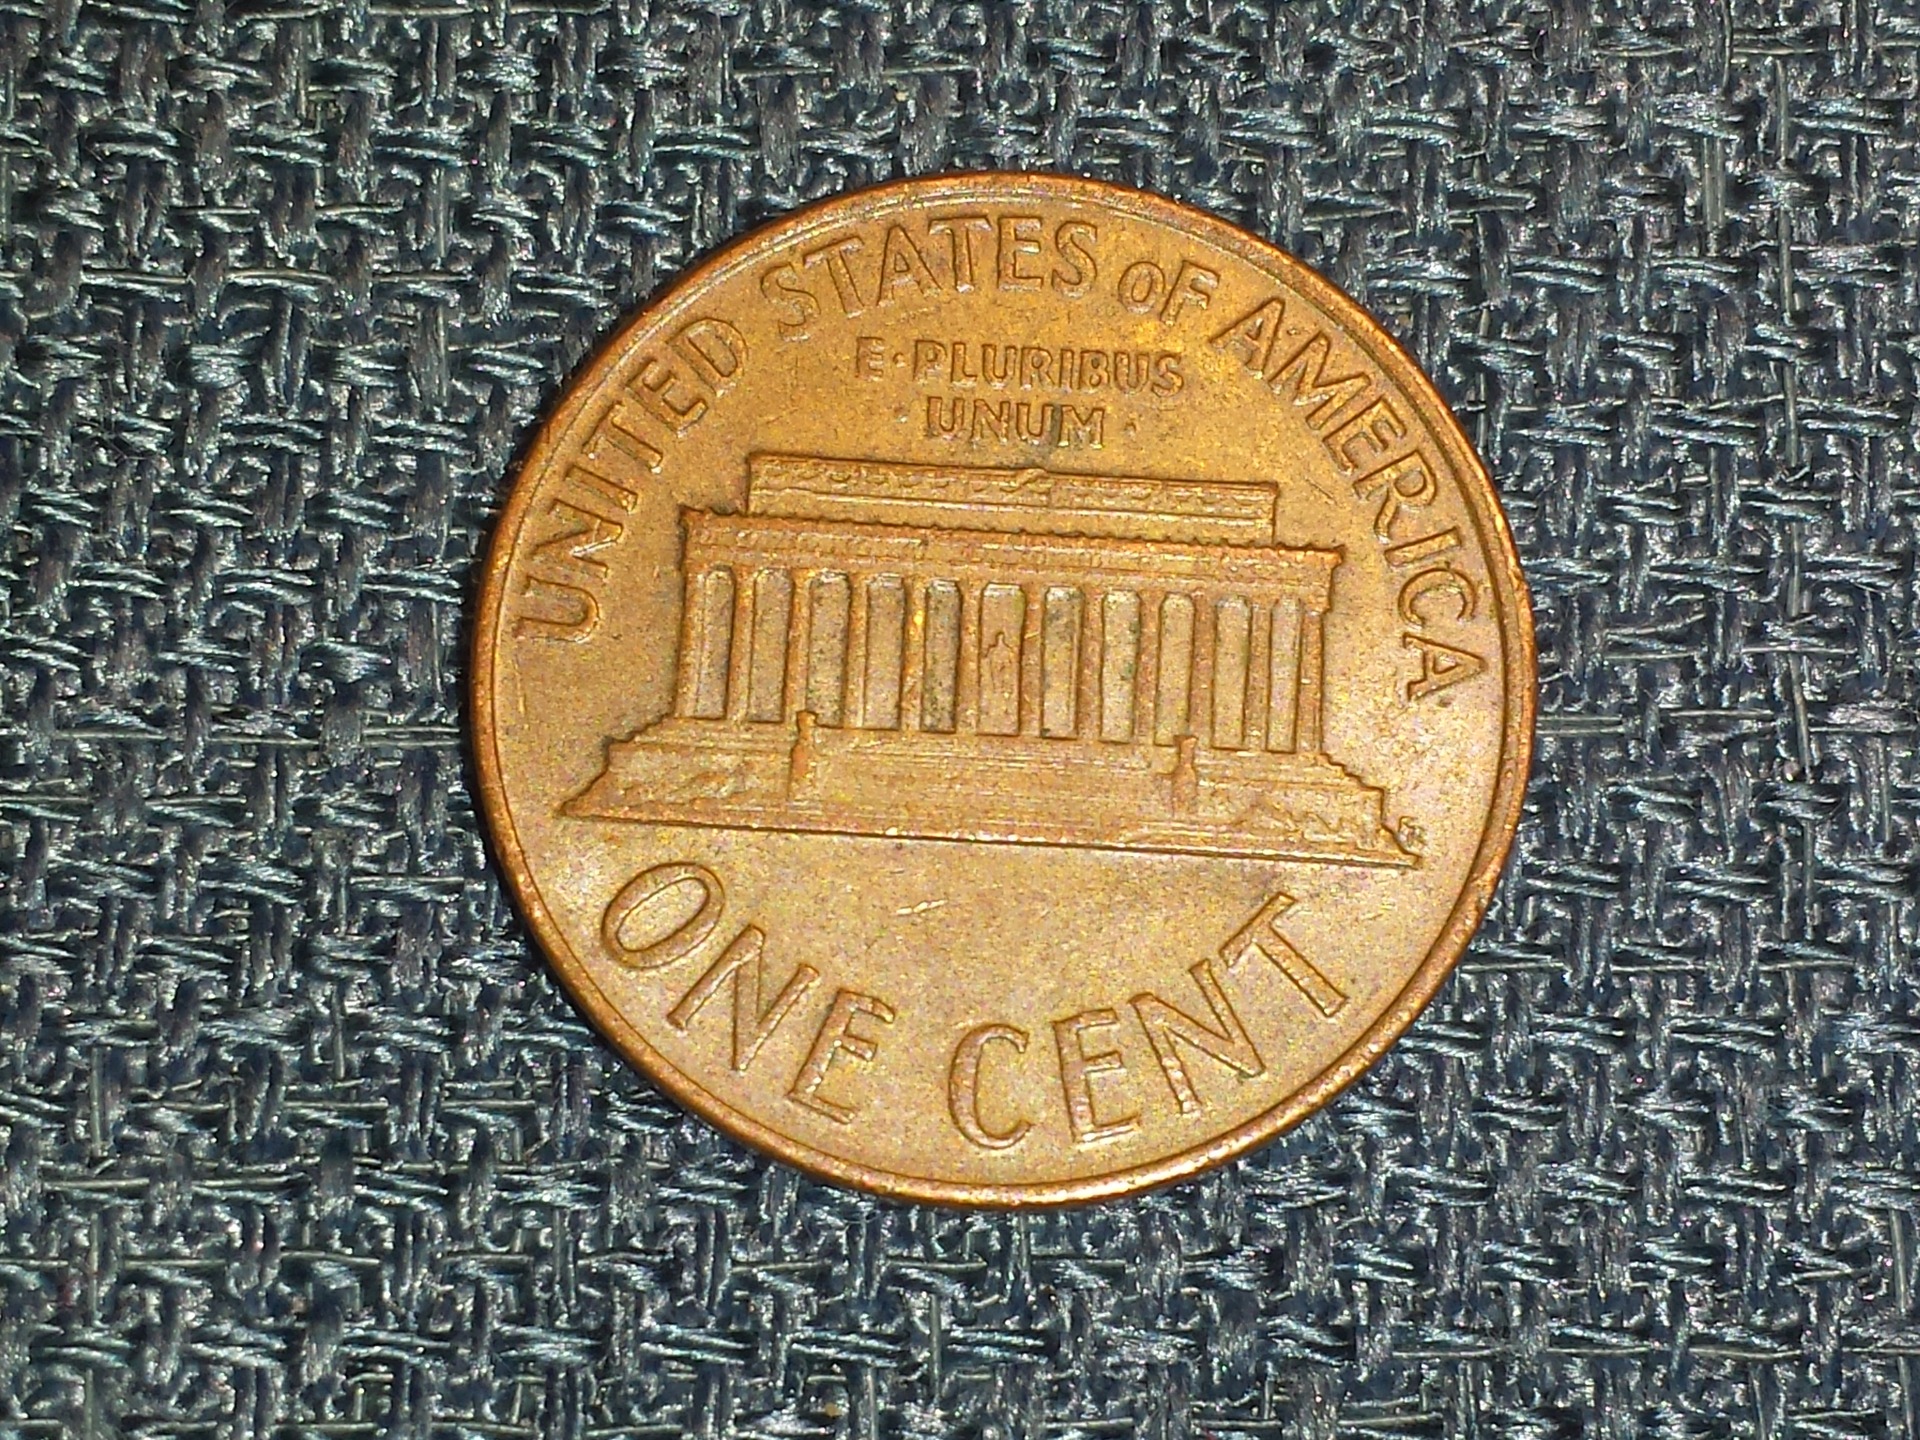 UNITED STATES OF AMERICA
E·PLURIBUS
UNUM
ONE CENT